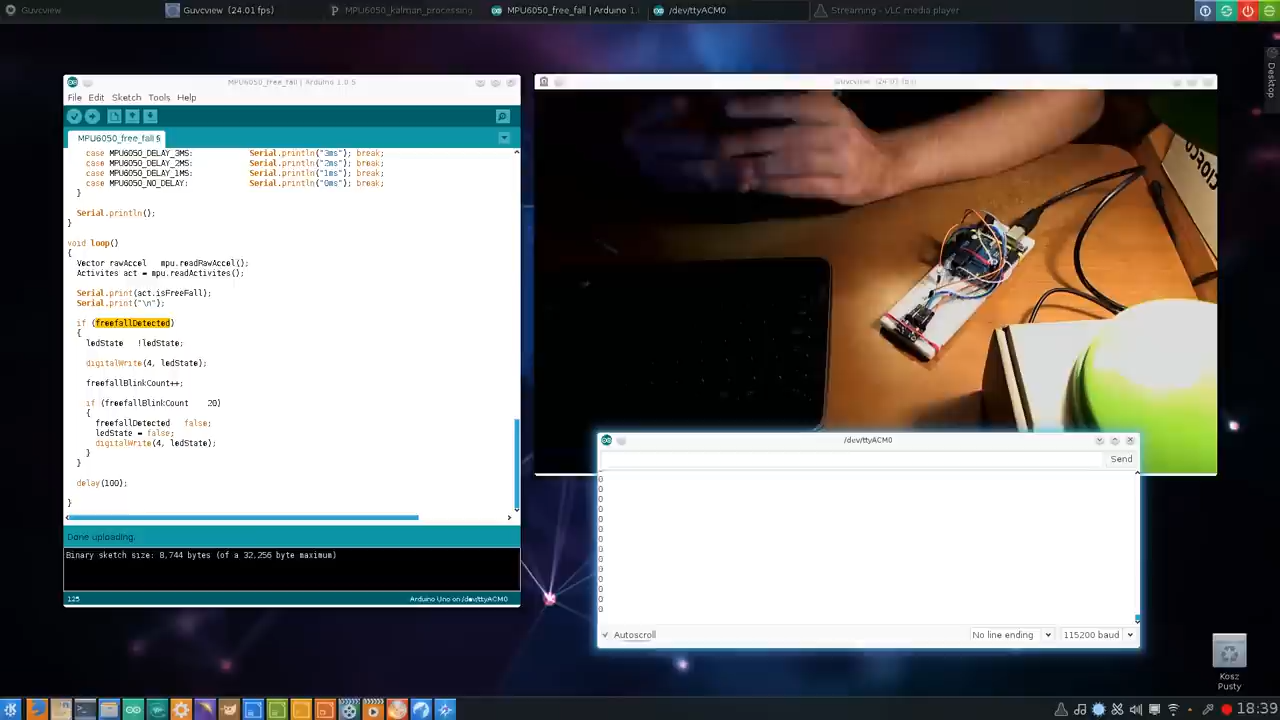 Guvcview
Guvcview (24.01 fps)
MPU6050_kalman_processing
MPU6050_free_fall | Arduino 1.
/dev/ttyACM0
Streaming - VLC media player
Desktop
MPU6050_free_fall | Arduino 1.0.5
File Edit Sketch Tools Help
MPU6050_free_fall §
case MPU6050_DELAY_3MS: Serial.println("3ms"); break;
case MPU6050_DELAY_2MS: Serial.println("2ms"); break;
case MPU6050_DELAY_1MS: Serial.println("1ms"); break;
case MPU6050_NO_DELAY: Serial.println("0ms"); break;
}
Serial.println();
}
void loop()
{
Vector rawAccel mpu.readRawAccel();
Activites act = mpu.readActivites();
Serial.print(act.isFreeFall);
Serial.print("\n");
if (freefallDetected)
{
ledState !ledState;
digitalWrite(4, ledState);
freefallBlinkCount++;
if (freefallBlinkCount 20)
{
freefallDetected false;
ledState = false;
digitalWrite(4, ledState);
}
}
delay(100);
}
Done uploading.
Binary sketch size: 8,744 bytes (of a 32,256 byte maximum)
125
Arduino Uno on /dev/ttyACM0
Guvcview (24.01 fps)
/dev/ttyACM0
Send
0
0
0
0
0
0
0
0
0
0
0
0
0
0
Autoscroll
No line ending
115200 baud
Kosz
Pusty
18:39